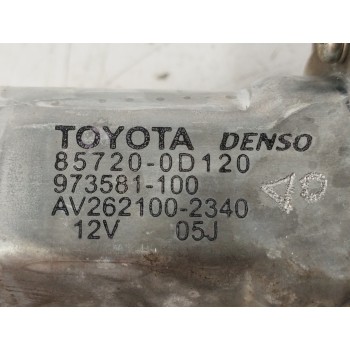 TOYOTA DENSO
85720-0D120
973581-100
AV262100-2340
12V 05J